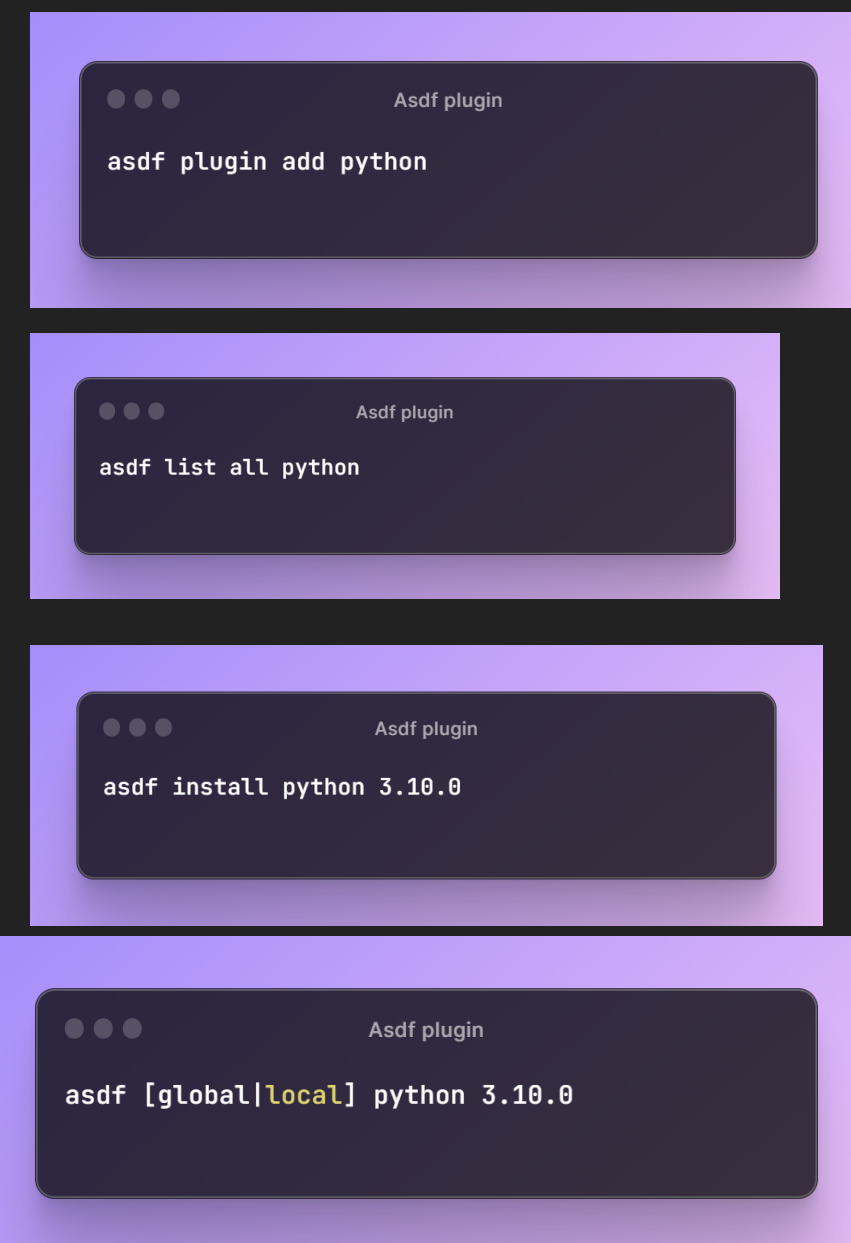 Asdf plugin
asdf plugin add python
Asdf plugin
asdf list all python
Asdf plugin
asdf install python 3.10.0
Asdf plugin
asdf [global|local] python 3.10.0